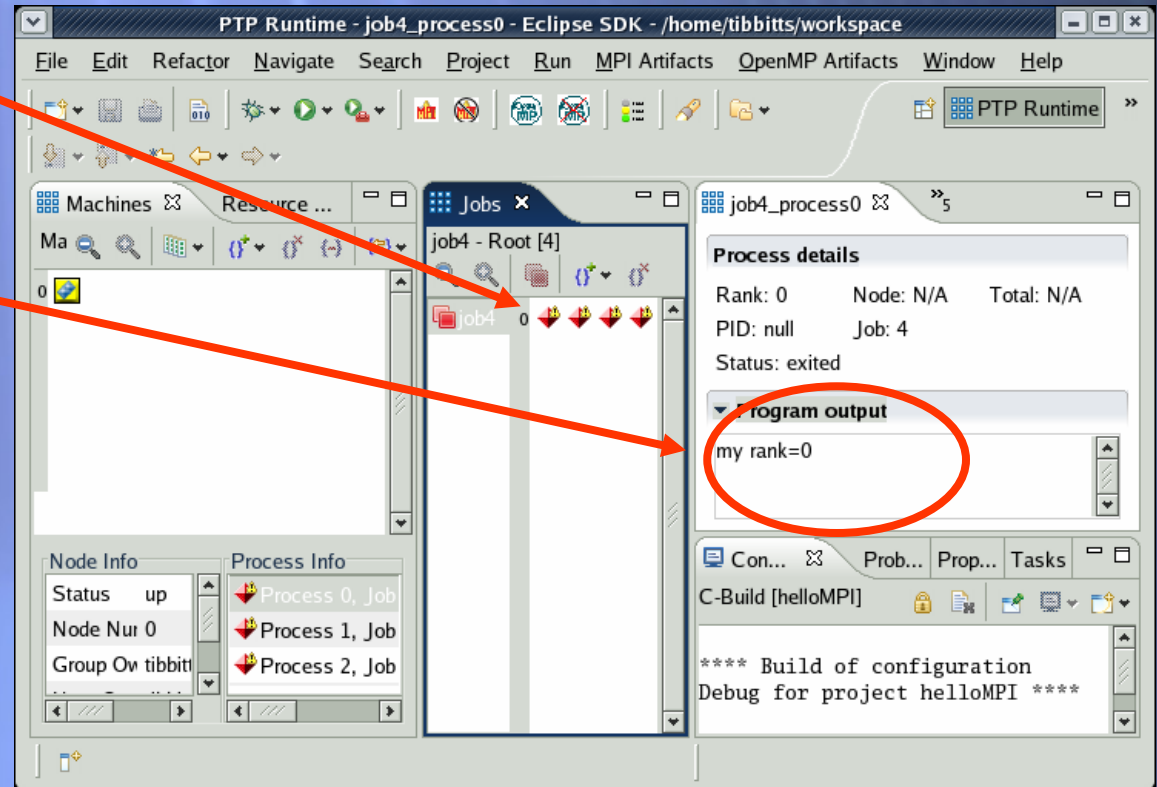 PTP Runtime - job4_process0 - Eclipse SDK - /home/tibbitts/workspace
File Edit Refactor Navigate Search Project Run MPI Artifacts OpenMP Artifacts Window Help
010 MPI PTP Runtime »
Machines Resource ...
Ma
0
Node Info
Status up
Node Nur 0
Group Ow tibbitt
Process Info
Process 0, Job
Process 1, Job
Process 2, Job
Jobs
job4 - Root [4]
job4 0
job4_process0 »5
Process details
Rank: 0 Node: N/A Total: N/A
PID: null Job: 4
Status: exited
Program output
my rank=0
Con... Prob... Prop... Tasks
C-Build [helloMPI]
**** Build of configuration
Debug for project helloMPI ****